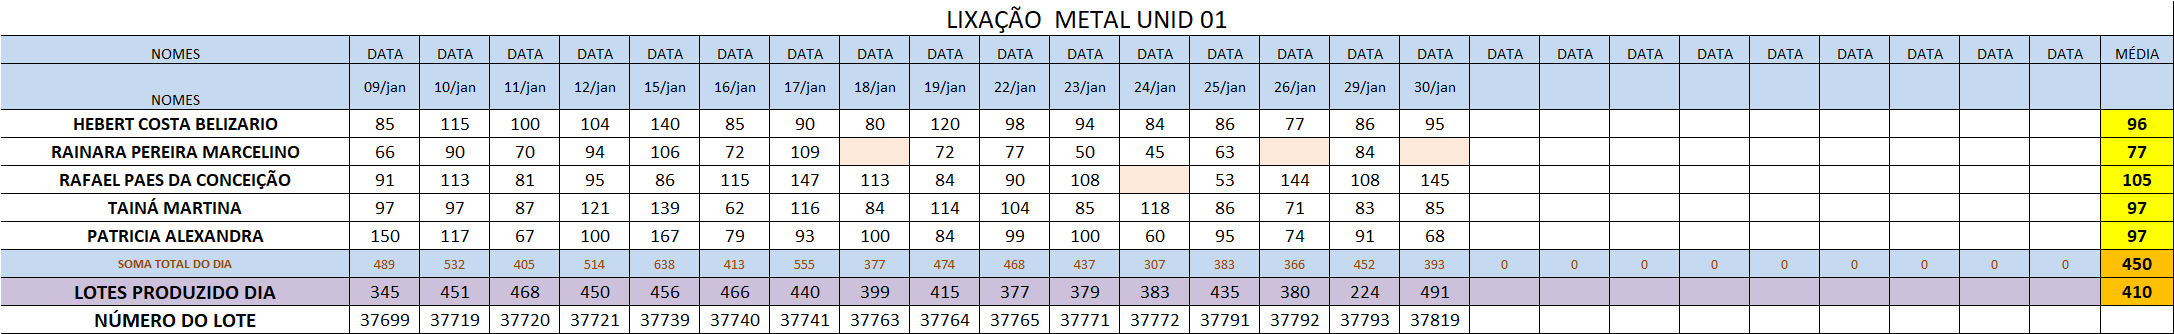 LIXAÇÃO METAL UNID 01
NOMES DATA DATA DATA DATA DATA DATA DATA DATA DATA DATA DATA DATA DATA DATA DATA DATA DATA DATA DATA DATA DATA DATA DATA DATA DATA MÉDIA
NOMES 09/jan 10/jan 11/jan 12/jan 15/jan 16/jan 17/jan 18/jan 19/jan 22/jan 23/jan 24/jan 25/jan 26/jan 29/jan 30/jan
HEBERT COSTA BELIZARIO 85 115 100 104 140 85 90 80 120 98 94 84 86 77 86 95 96
RAINARA PEREIRA MARCELINO 66 90 70 94 106 72 109 72 77 50 45 63 84 77
RAFAEL PAES DA CONCEIÇÃO 91 113 81 95 86 115 147 113 84 90 108 53 144 108 145 105
TAINÁ MARTINA 97 97 87 121 139 62 116 84 114 104 85 118 86 71 83 85 97
PATRICIA ALEXANDRA 150 117 67 100 167 79 93 100 84 99 100 60 95 74 91 68 97
SOMA TOTAL DO DIA 489 532 405 514 638 413 555 377 474 468 437 307 383 366 452 393 0 0 0 0 0 0 0 0 0 450
LOTES PRODUZIDO DIA 345 451 468 450 456 466 440 399 415 377 379 383 435 380 224 491 410
NÚMERO DO LOTE 37699 37719 37720 37721 37739 37740 37741 37763 37764 37765 37771 37772 37791 37792 37793 37819